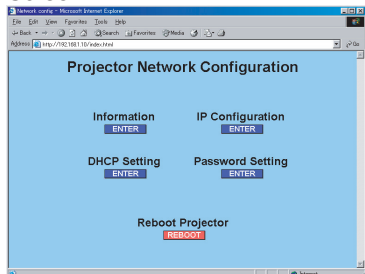 Network config - Microsoft Internet Explorer
File Edit View Favorites Tools Help
Back Search Favorites Media
Address http://192.168.1.10/index.html Go
Projector Network Configuration
Information IP Configuration
ENTER ENTER
DHCP Setting Password Setting
ENTER ENTER
Reboot Projector
REBOOT
Internet